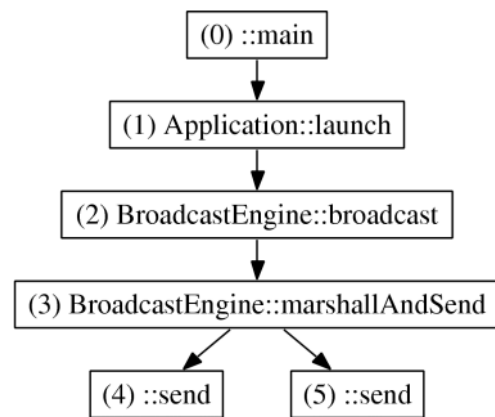 (0) ::main
(1) Application::launch
(2) BroadcastEngine::broadcast
(3) BroadcastEngine::marshallAndSend
(4) ::send
(5) ::send